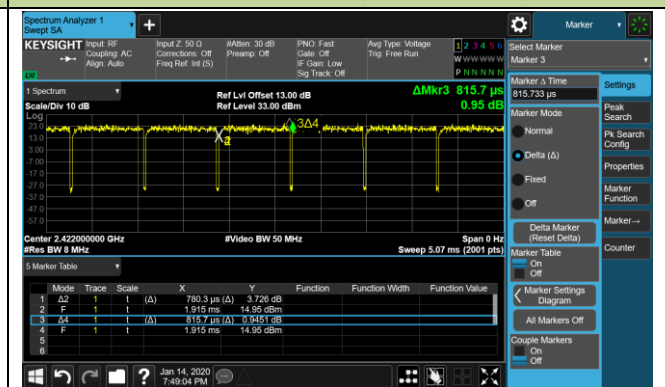 Spectrum Analyzer 1
Swept SA
Marker
KEYSIGHT
Input: RF
Coupling: AC
Align: Auto
Input Z: 50 Ω
Corrections: Off
Freq Ref: Int (S)
#Atten: 30 dB
Preamp: Off
PNO: Fast
Gate: Off
IF Gain: Low
Sig Track: Off
Avg Type: Voltage
Trig: Free Run
1 2 3 4 5 6
W W W W W W
P N N N N N
LXI
Select Marker
Marker 3
1 Spectrum
Scale/Div 10 dB
Ref Lvl Offset 13.00 dB
Ref Level 33.00 dBm
ΔMkr3 815.7 µs
0.95 dB
Log
23.0
13.0
3.00
-7.00
-17.0
-27.0
-37.0
-47.0
-57.0
3Δ4
Center 2.422000000 GHz
#Res BW 8 MHz
#Video BW 50 MHz
Span 0 Hz
Sweep 5.07 ms (2001 pts)
5 Marker Table
Mode Trace Scale X Y Function Function Width Function Value
1 Δ2 1 t (Δ) 780.3 µs (Δ) 3.726 dB
2 F 1 t 1.915 ms 14.95 dBm
3 Δ4 1 t (Δ) 815.7 µs (Δ) 0.9451 dB
4 F 1 t 1.915 ms 14.95 dBm
5
6
Marker Δ Time
815.733 µs
Marker Mode
Normal
Delta (Δ)
Fixed
Off
Delta Marker
(Reset Delta)
Marker Table
On
Off
Marker Settings
Diagram
All Markers Off
Couple Markers
On
Off
Settings
Peak
Search
Pk Search
Config
Properties
Marker
Function
Marker→
Counter
?
Jan 14, 2020
7:49:04 PM